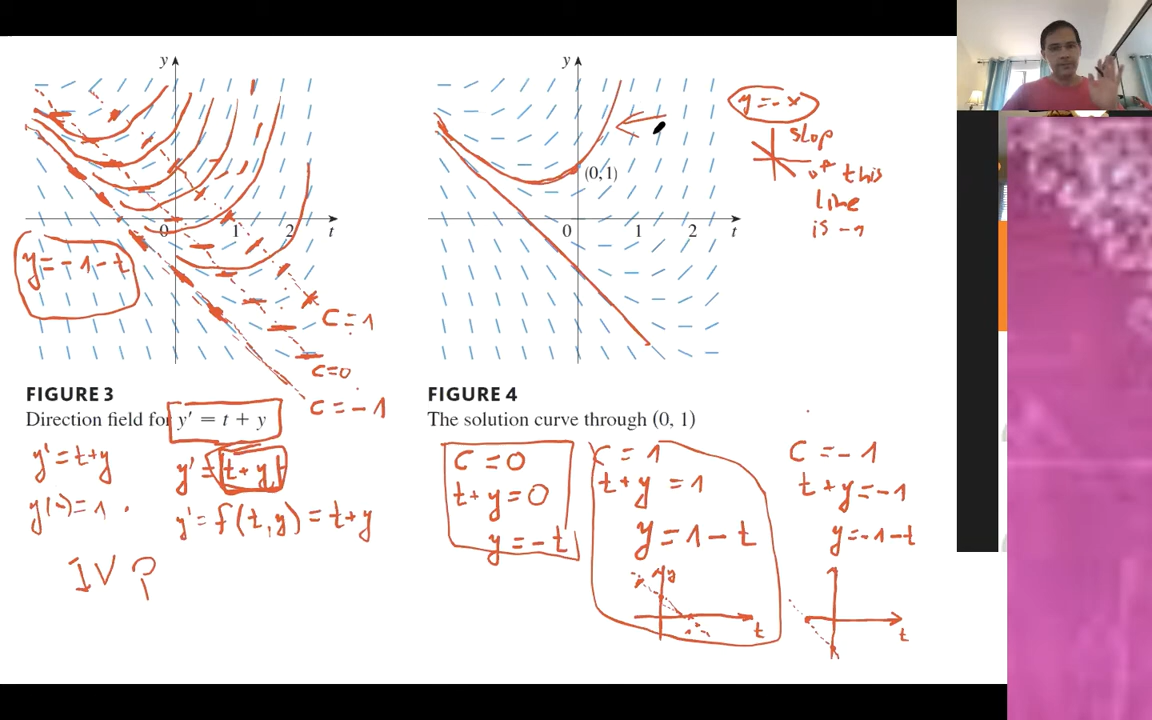 y
0
1
2
t
y = -1-t
C = 1
C=0
C = -1
FIGURE 3
Direction field for y′ = t + y
y
(0, 1)
0
1
2
t
FIGURE 4
The solution curve through (0, 1)
y = -x
slop
of this
line
is -1
y' = t+y
y' = t+y
y' = f(t,y) = t+y
IVP
C = 0
t+y = 0
y = -t
C = 1
t+y = 1
y = 1-t
y
t
C = -1
t+y = -1
y = -1-t
t